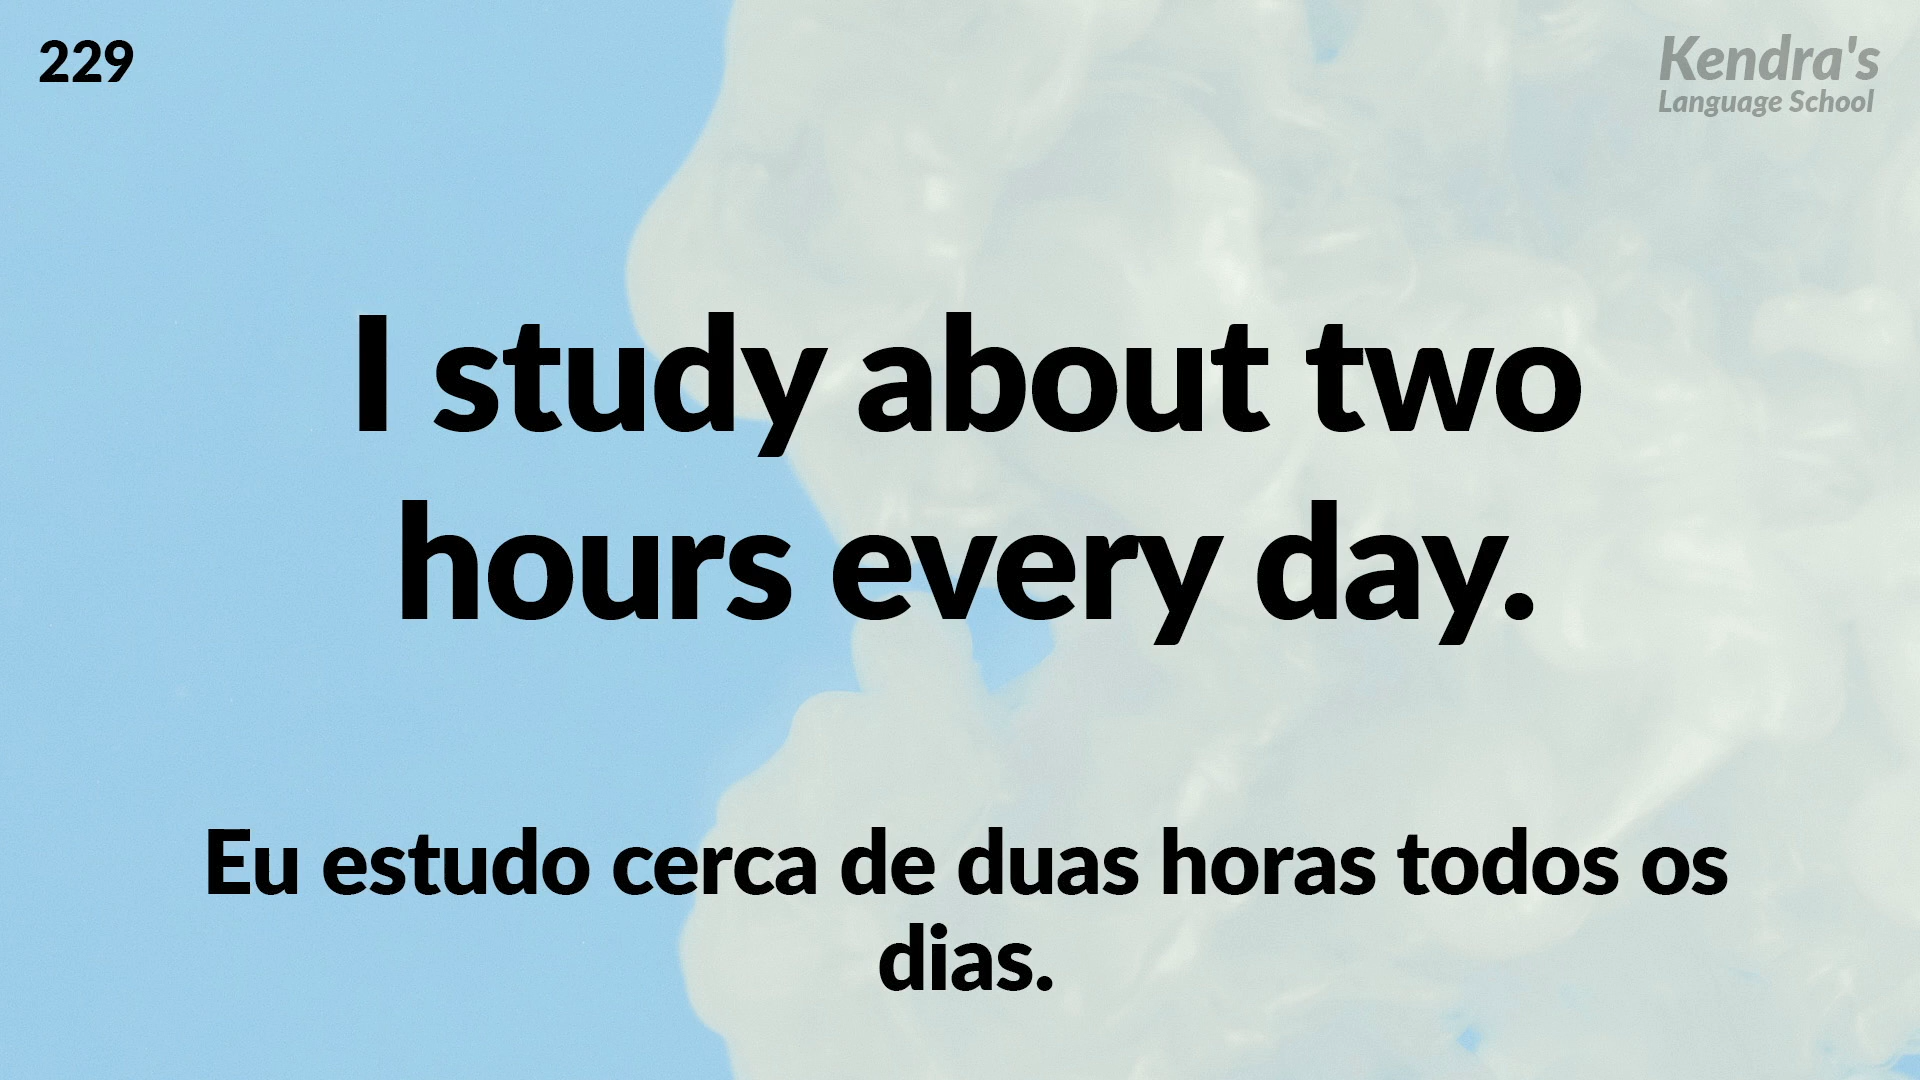 229
Kendra's
Language School
I study about two
hours every day.
Eu estudo cerca de duas horas todos os
dias.